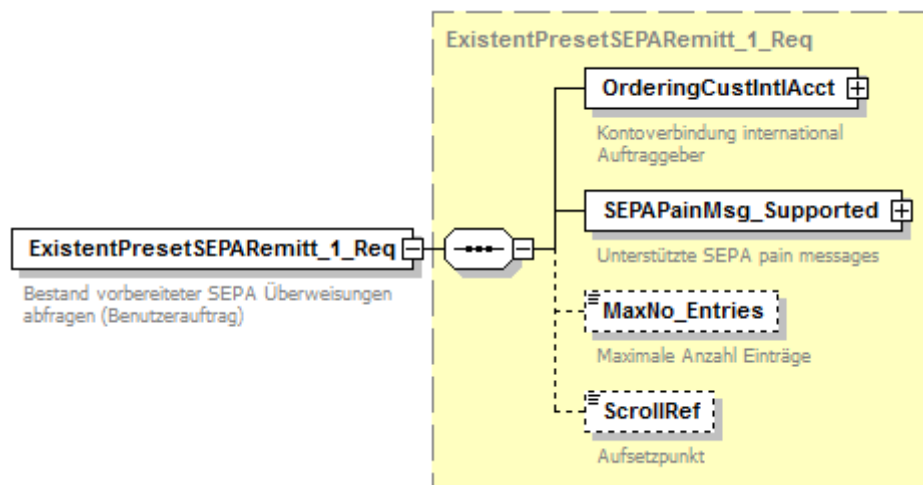 ExistentPresetSEPARemitt_1_Req
OrderingCustIntlAcct
Kontoverbindung international
Auftraggeber
SEPAPainMsg_Supported
Unterstützte SEPA pain messages
ExistentPresetSEPARemitt_1_Req
Bestand vorbereiteter SEPA Überweisungen
abfragen (Benutzerauftrag)
MaxNo_Entries
Maximale Anzahl Einträge
ScrollRef
Aufsetzpunkt